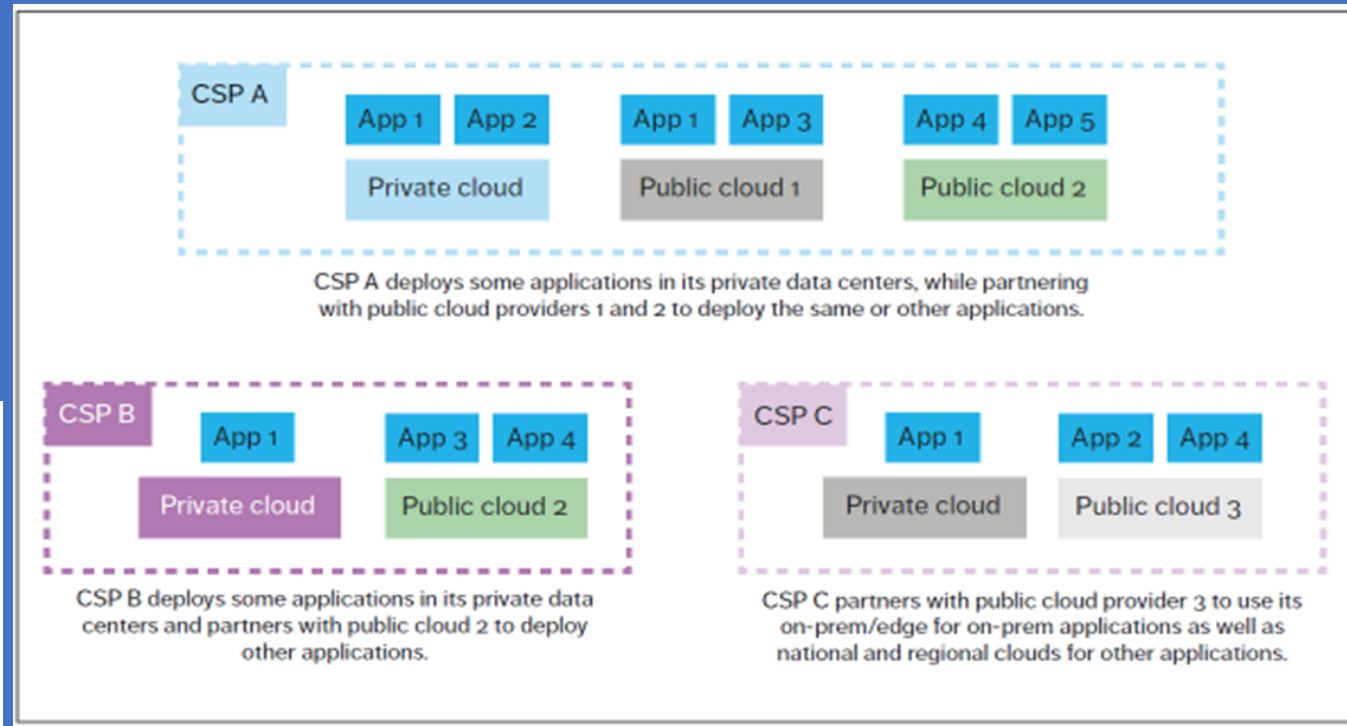 CSP A
App 1 App 2 App 1 App 3 App 4 App 5
Private cloud Public cloud 1 Public cloud 2
CSP A deploys some applications in its private data centers, while partnering
with public cloud providers 1 and 2 to deploy the same or other applications.
CSP B
App 1 App 3 App 4
Private cloud Public cloud 2
CSP B deploys some applications in its private data
centers and partners with public cloud 2 to deploy
other applications.
CSP C
App 1 App 2 App 4
Private cloud Public cloud 3
CSP C partners with public cloud provider 3 to use its
on-prem/edge for on-prem applications as well as
national and regional clouds for other applications.